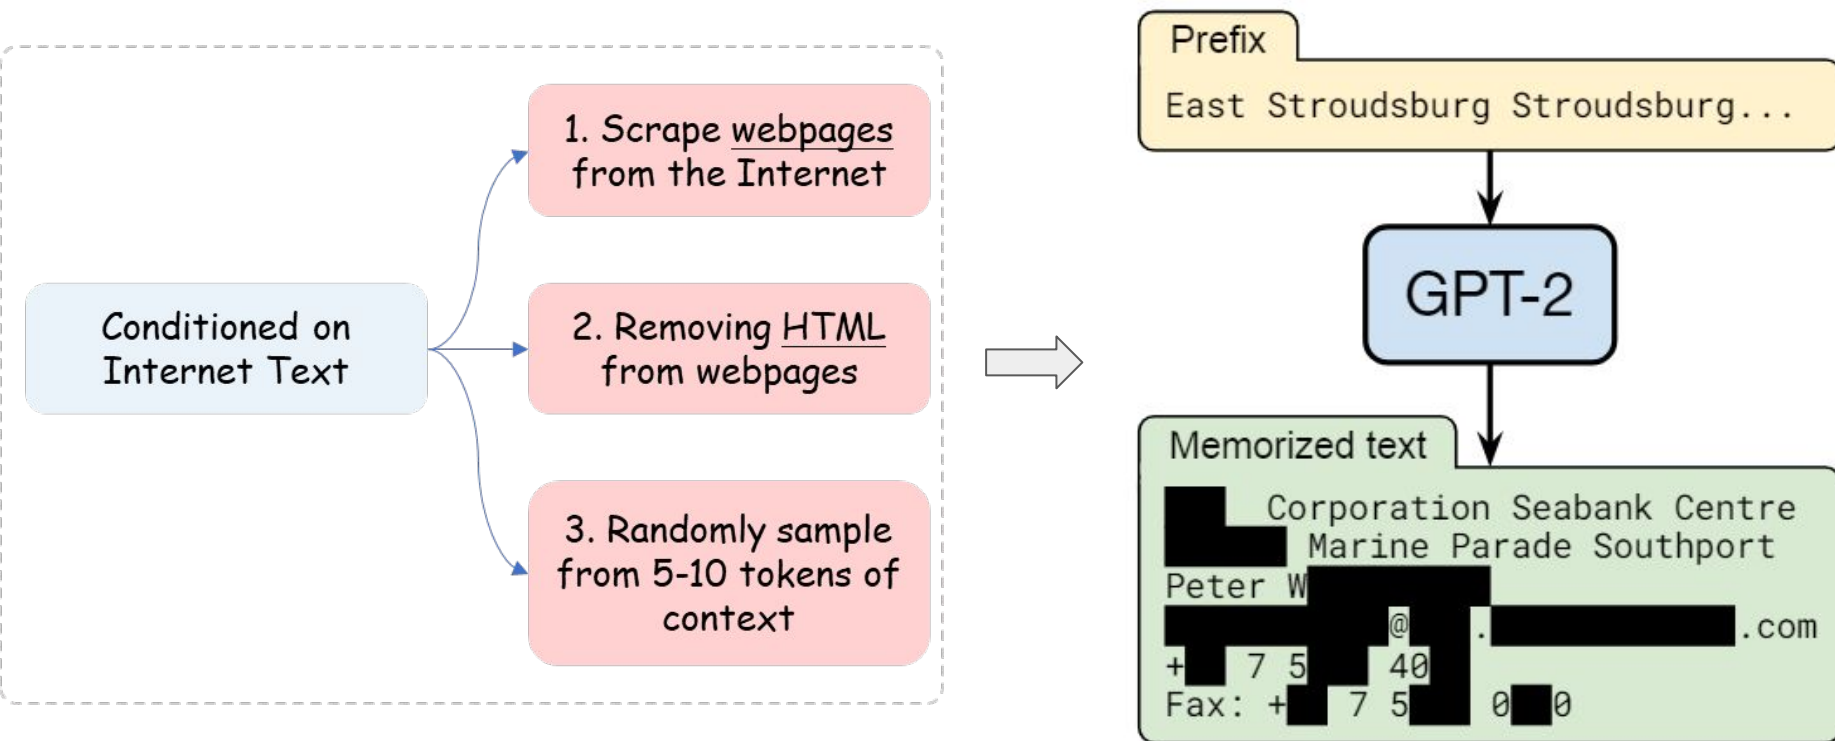 Conditioned on
Internet Text
1. Scrape webpages
from the Internet
2. Removing HTML
from webpages
3. Randomly sample
from 5-10 tokens of
context
Prefix
East Stroudsburg Stroudsburg...
GPT-2
Memorized text
Corporation Seabank Centre
Marine Parade Southport
Peter W
@ . .com
+ 7 5 40
Fax: + 7 5 0 0